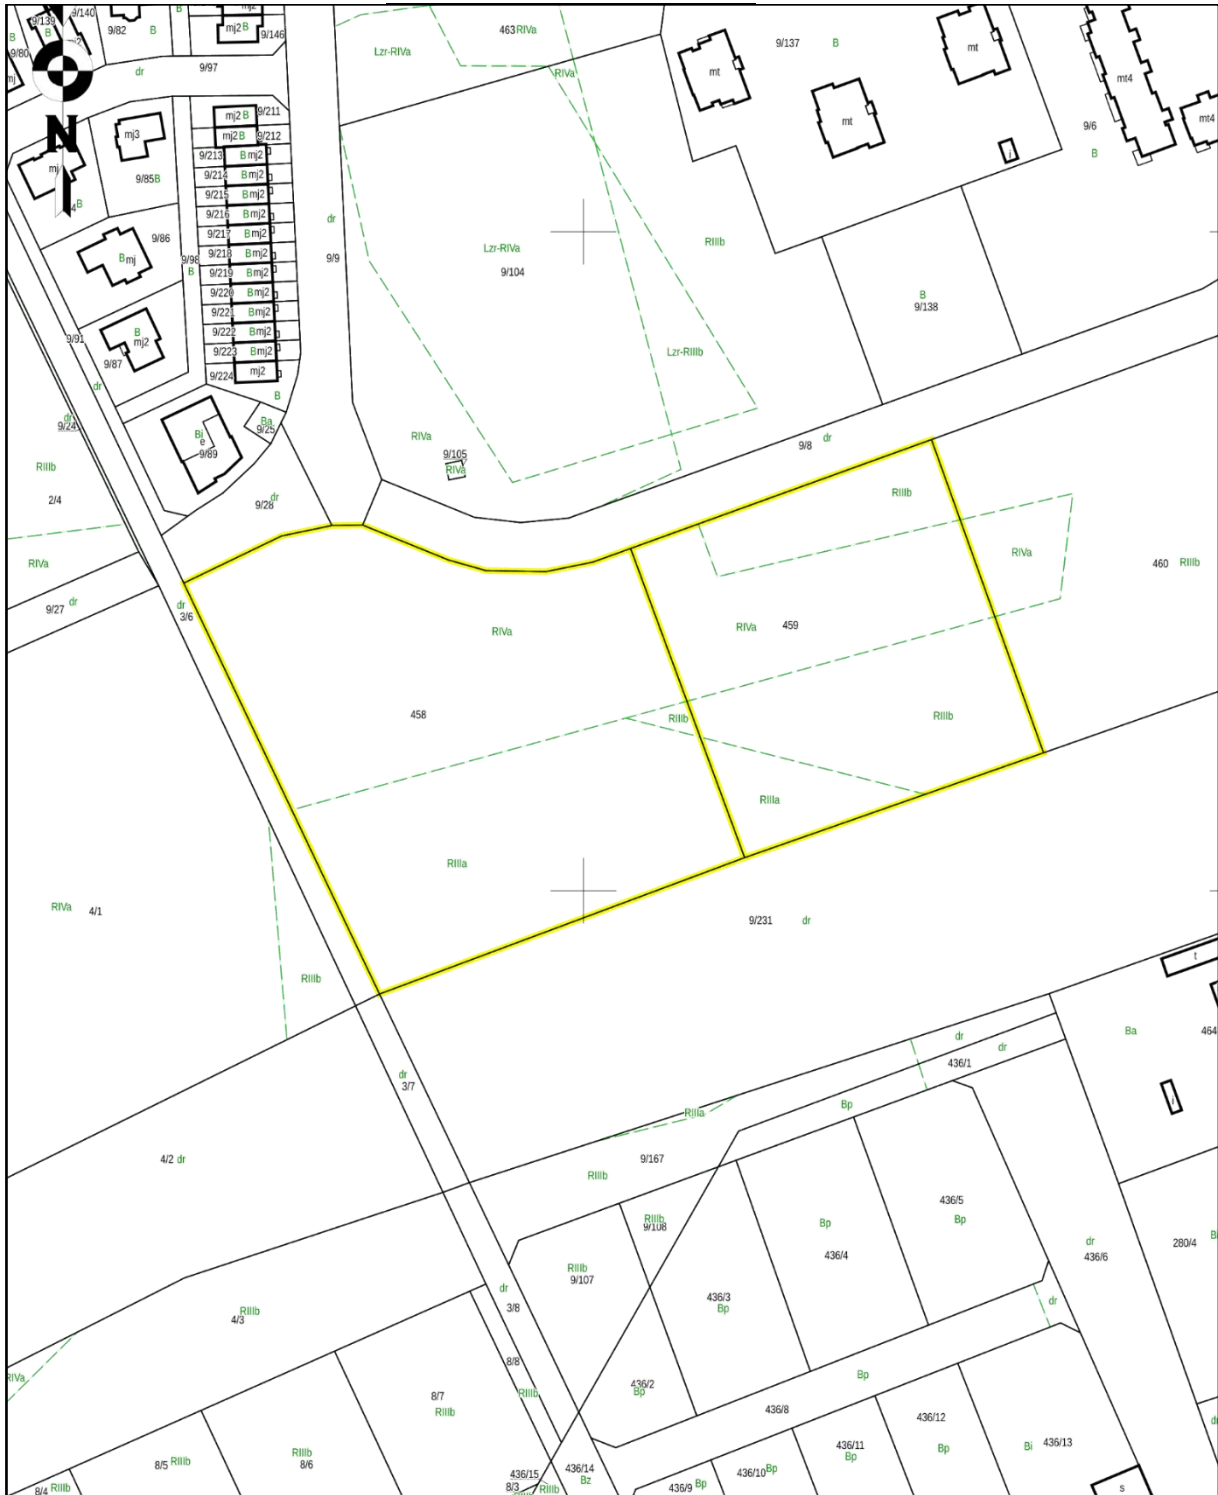 9/139
B
9/140
9/82
B
B
mj2
mj2 B
9/146
463 RIVa
Lzr-RIVa
RIVa
9/137
B
mt
mt
mt
mt4
mt4
9/6
B
i
B
9/80
mj
mj2
dr
9/97
N
mj
4 B
mj3
9/85 B
9/86
B mj
9/98
B
mj2 B
9/211
mj2 B
9/212
9/213
B mj2
9/214
B mj2
9/215
B mj2
9/216
B mj2
9/217
B mj2
9/218
B mj2
9/219
B mj2
9/220
B mj2
9/221
B mj2
9/222
B mj2
9/223
B mj2
9/224
mj2
dr
9/9
Lzr-RIVa
9/104
RIIIb
B
9/138
Lzr-RIIIb
9/91
B
mj2
9/87
dr
B
Ba
9/25
Bi
e
9/89
dr
9/24
RIIIb
2/4
RIVa
9/105
RIVa
9/8
dr
9/28
dr
RIIIb
RIVa
9/27
dr
dr
3/6
RIVa
RIVa
459
RIVa
460
RIIIb
458
RIIIb
RIIIb
RIIIa
RIIIa
RIVa
4/1
RIIIb
9/231
dr
t
Ba
464
i
dr
3/7
dr
dr
436/1
Bp
RIIIa
4/2 dr
9/167
RIIIb
436/5
Bp
RIIIb
9/108
Bp
436/4
dr
436/6
280/4
B
RIIIb
9/107
436/3
Bp
dr
3/8
dr
RIIIb
4/3
8/8
RIVa
RIIIb
436/2
Bp
Bp
8/7
RIIIb
436/8
436/12
Bp
436/11
Bp
Bi
436/13
RIIIb
8/6
8/5
RIIIb
436/15
8/3
RIIIb
RIIIb
436/14
Bz
436/10
Bp
436/9
Bp
8/4
RIIIb
s